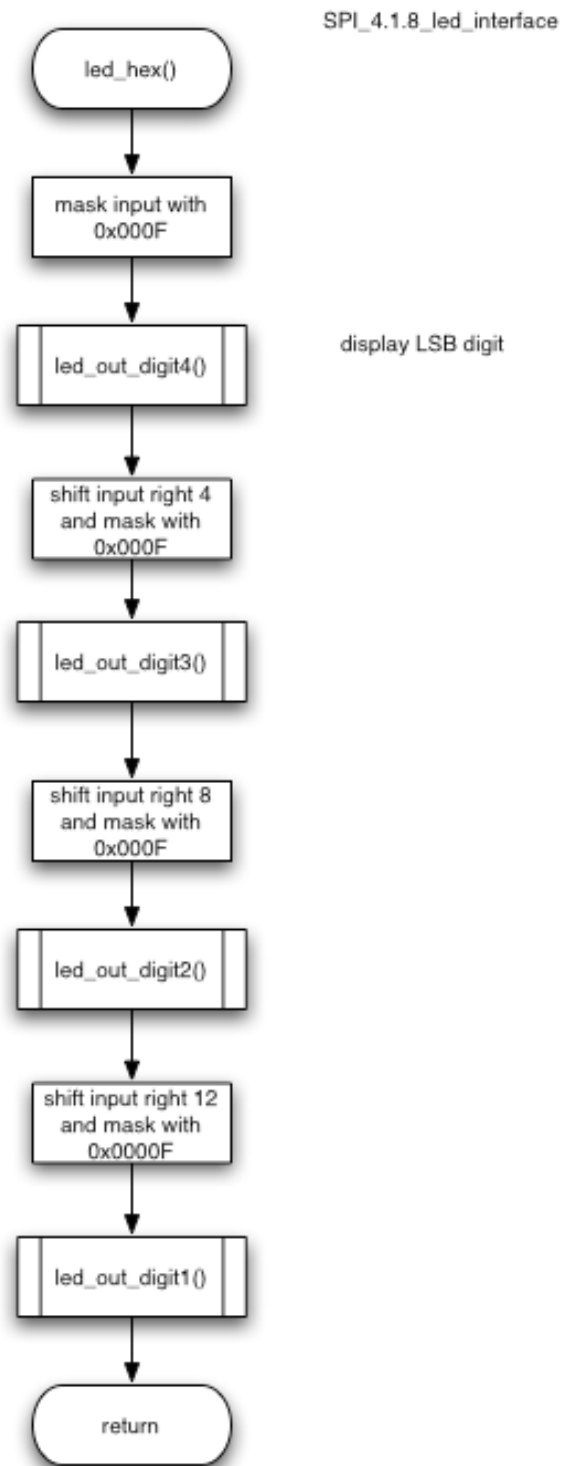 SPI_4.1.8_led_interface
led_hex()
mask input with
0x000F
led_out_digit4()
display LSB digit
shift input right 4
and mask with
0x000F
led_out_digit3()
shift input right 8
and mask with
0x000F
led_out_digit2()
shift input right 12
and mask with
0x0000F
led_out_digit1()
return